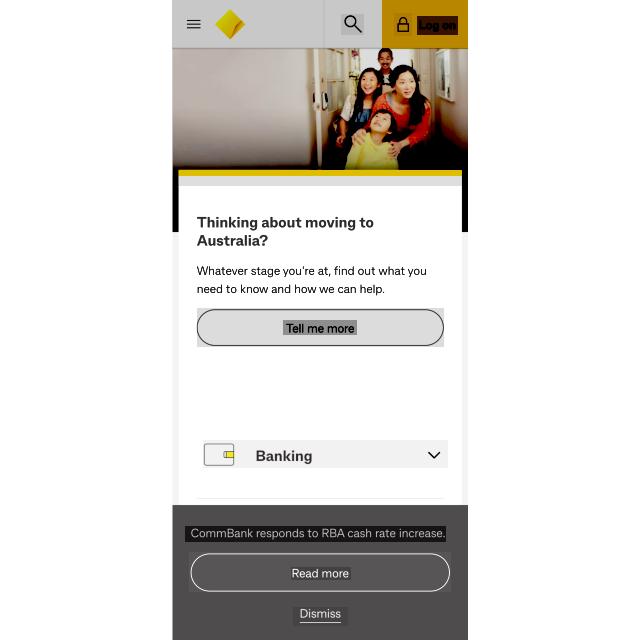 Log on
Thinking about moving to
Australia?
Whatever stage you're at, find out what you
need to know and how we can help.
Tell me more
Banking
CommBank responds to RBA cash rate increase.
Read more
Dismiss